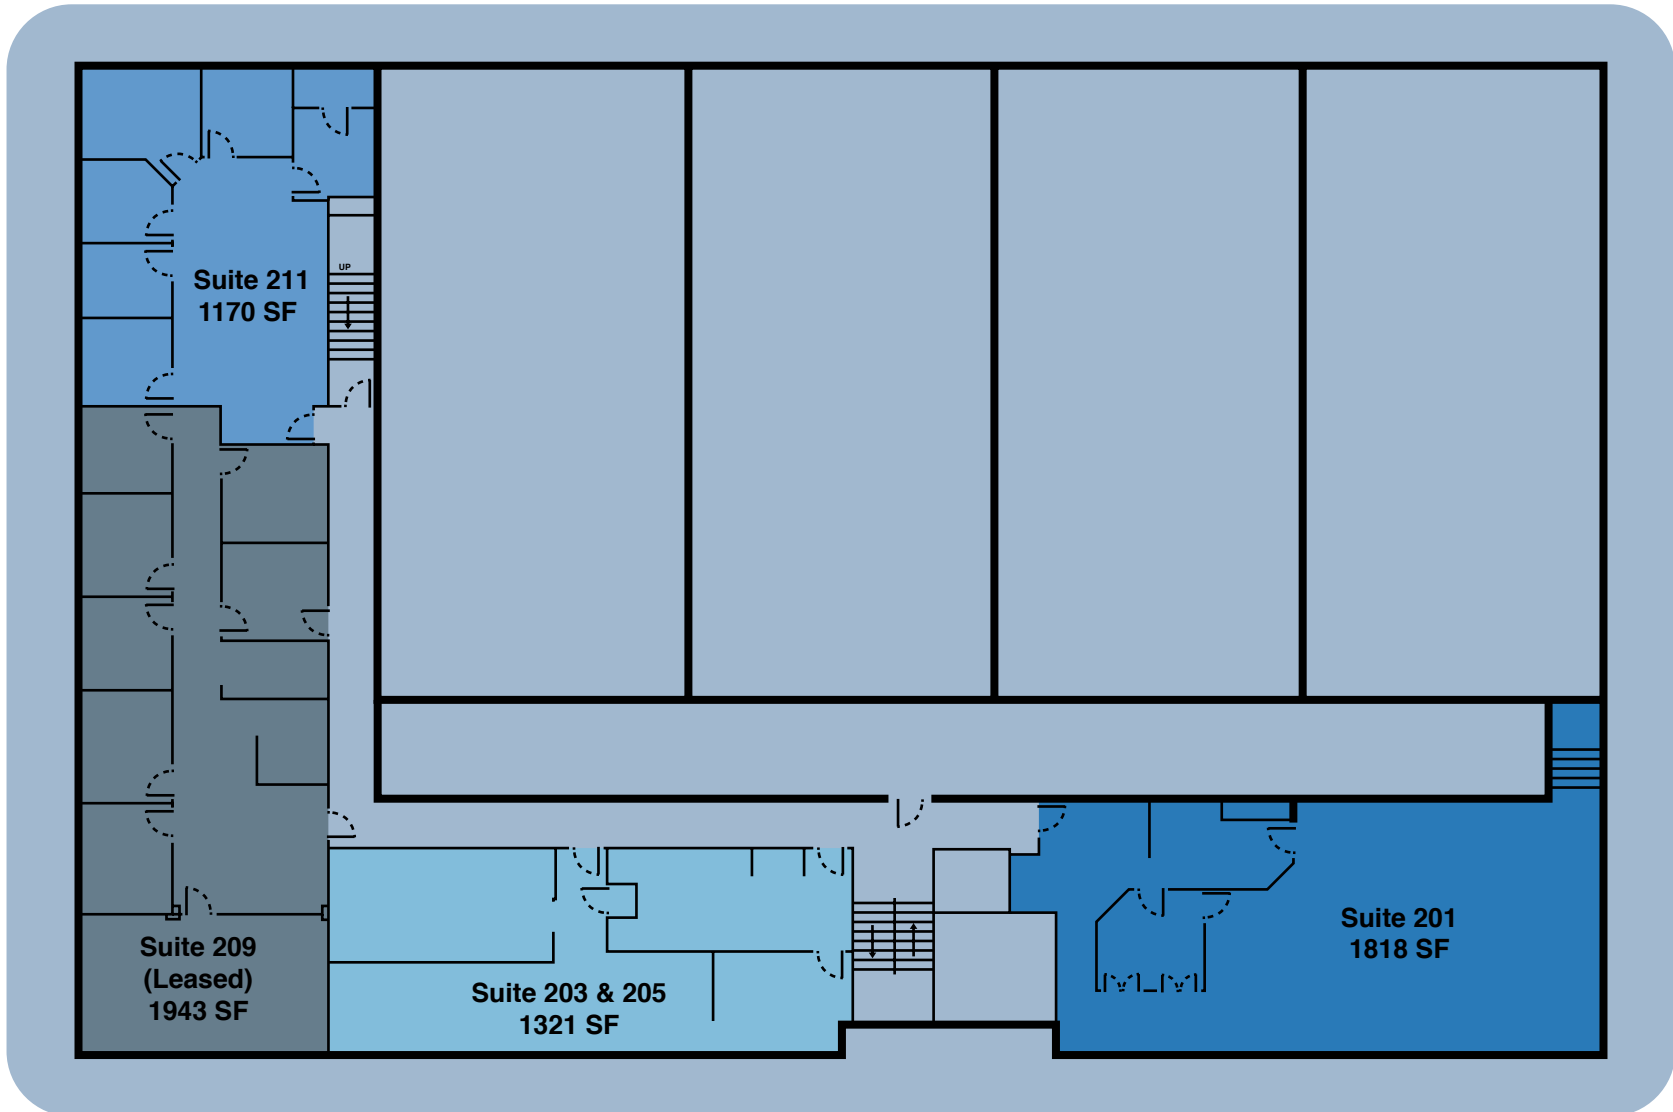 UP
Suite 211
1170 SF
Suite 209
(Leased)
1943 SF
Suite 203 & 205
1321 SF
Suite 201
1818 SF